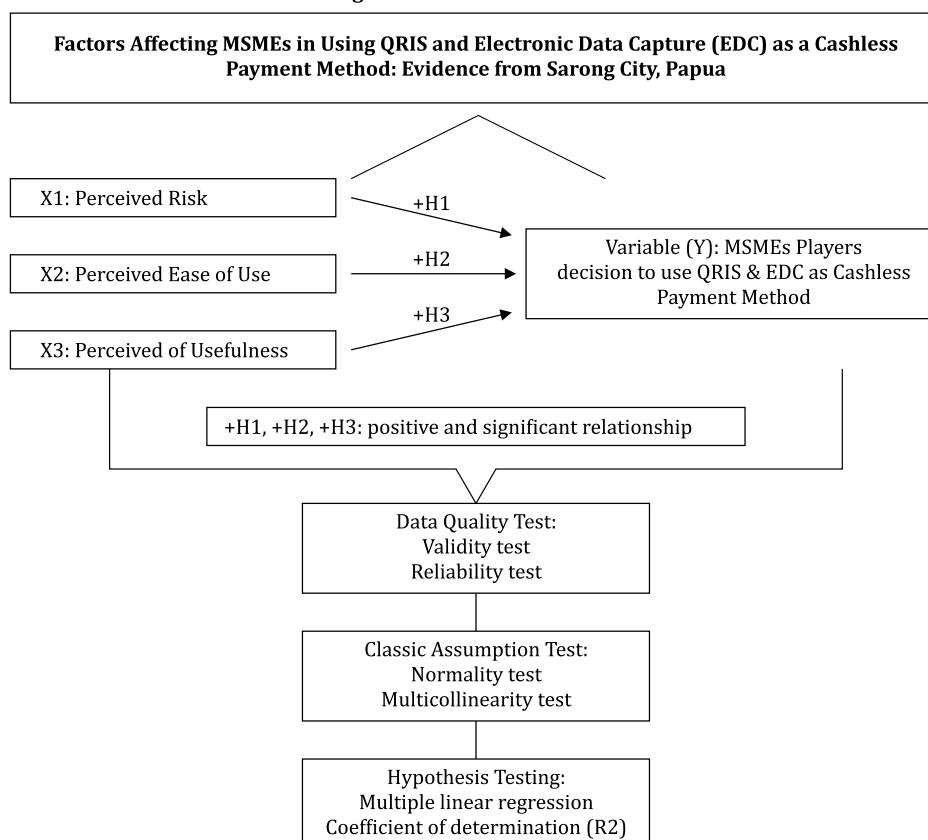 Factors Affecting MSMEs in Using QRIS and Electronic Data Capture (EDC) as a Cashless
Payment Method: Evidence from Sarong City, Papua
X1: Perceived Risk
+H1
X2: Perceived Ease of Use
+H2
X3: Perceived of Usefulness
+H3
Variable (Y): MSMEs Players
decision to use QRIS & EDC as Cashless
Payment Method
+H1, +H2, +H3: positive and significant relationship
Data Quality Test:
Validity test
Reliability test
Classic Assumption Test:
Normality test
Multicollinearity test
Hypothesis Testing:
Multiple linear regression
Coefficient of determination (R2)